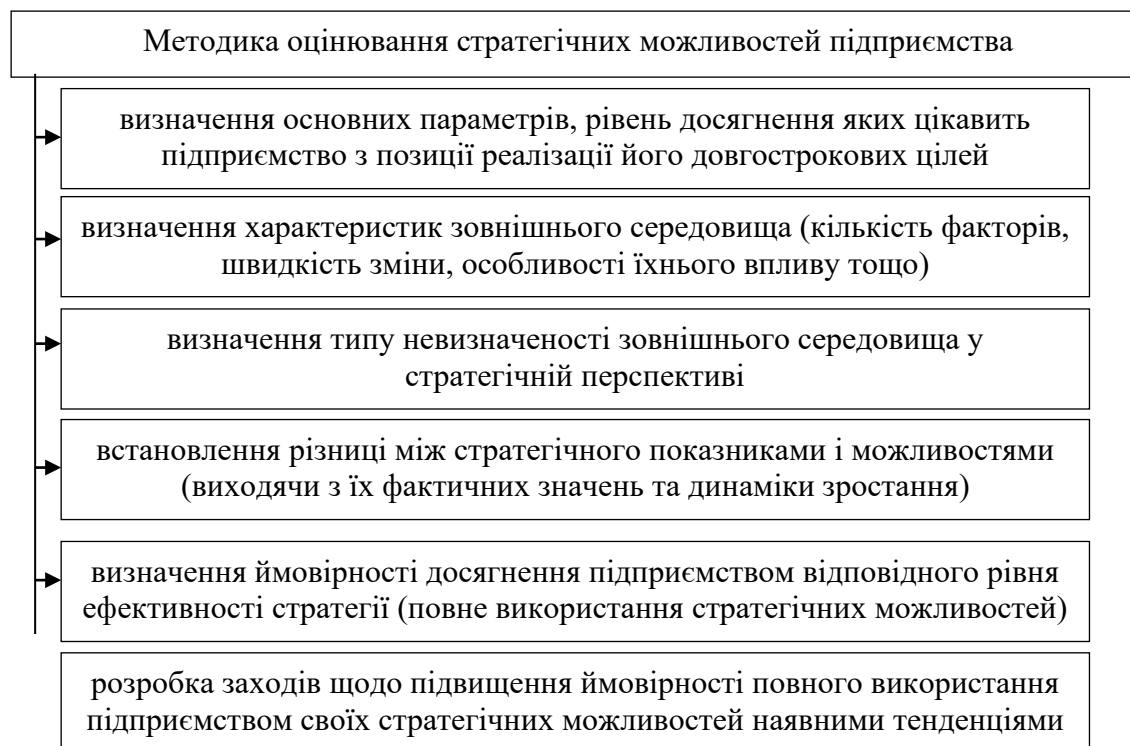 Методика оцінювання стратегічних можливостей підприємства
визначення основних параметрів, рівень досягнення яких цікавить
підприємство з позиції реалізації його довгострокових цілей
визначення характеристик зовнішнього середовища (кількість факторів,
швидкість зміни, особливості їхнього впливу тощо)
визначення типу невизначеності зовнішнього середовища у
стратегічній перспективі
встановлення різниці між стратегічного показниками і можливостями
(виходячи з їх фактичних значень та динаміки зростання)
визначення ймовірності досягнення підприємством відповідного рівня
ефективності стратегії (повне використання стратегічних можливостей)
розробка заходів щодо підвищення ймовірності повного використання
підприємством своїх стратегічних можливостей наявними тенденціями